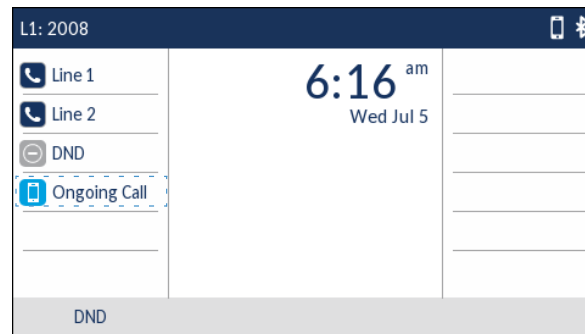 L1: 2008
Line 1
Line 2
DND
Ongoing Call
6:16 am
Wed Jul 5
DND